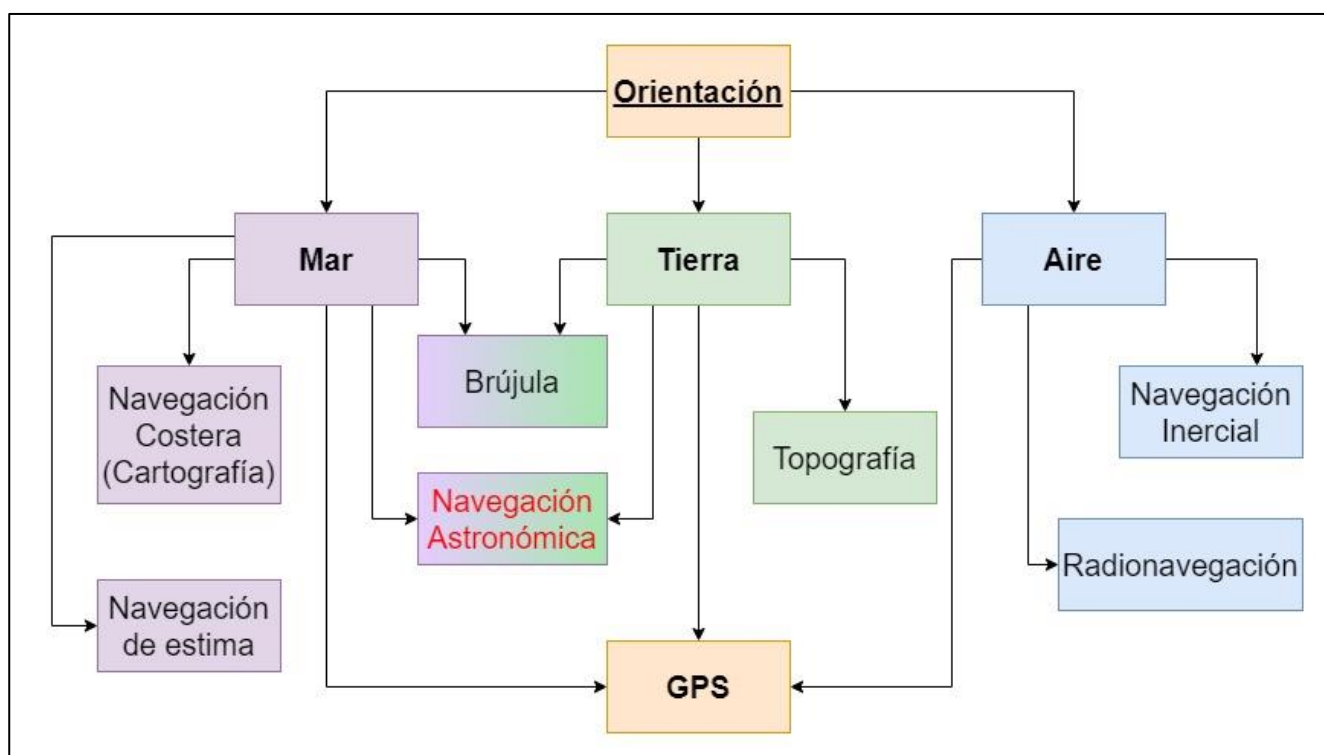 Orientación
Mar
Tierra
Aire
Brújula
Navegación
Costera
(Cartografía)
Navegación
Inercial
Topografía
Navegación
Astronómica
Radionavegación
Navegación
de estima
GPS